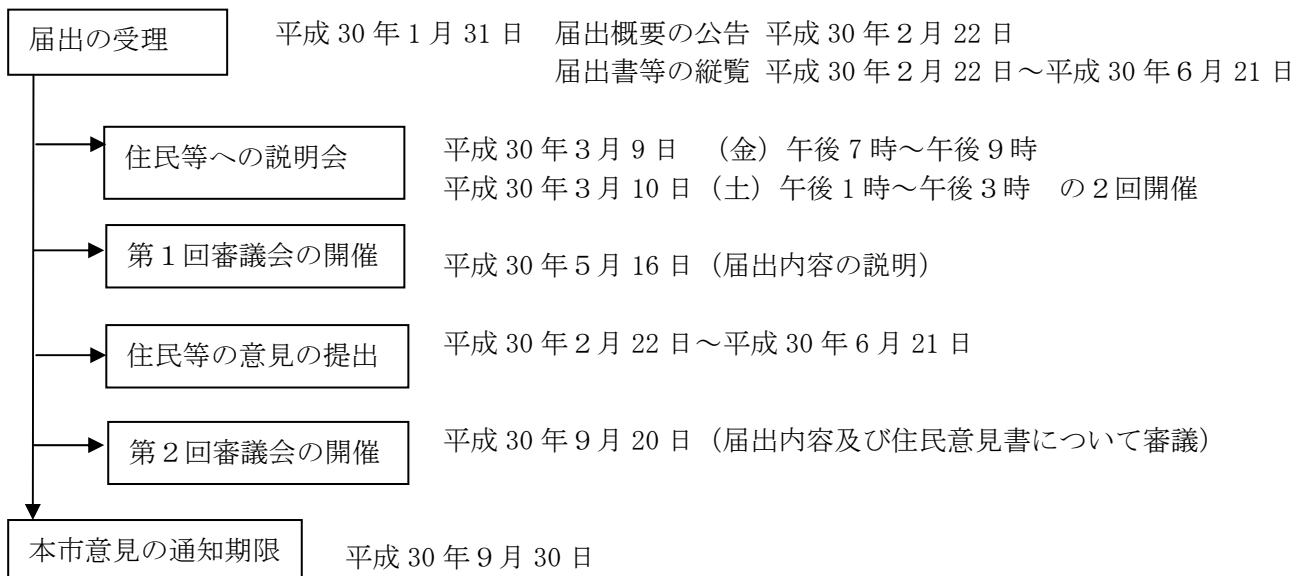 届出の受理 平成 30 年 1 月 31 日 届出概要の公告 平成 30 年２月 22 日
届出書等の縦覧 平成 30 年２月 22 日～平成 30 年６月 21 日
住民等への説明会 平成 30 年３月 9 日 （金）午後 7 時～午後 9 時
平成 30 年３月 10 日（土）午後 1 時～午後３時 の２回開催
第１回審議会の開催 平成 30 年５月 16 日（届出内容の説明）
住民等の意見の提出 平成 30 年２月 22 日～平成 30 年 6 月 21 日
第２回審議会の開催 平成 30 年９月 20 日（届出内容及び住民意見書について審議）
本市意見の通知期限 平成 30 年９月 30 日